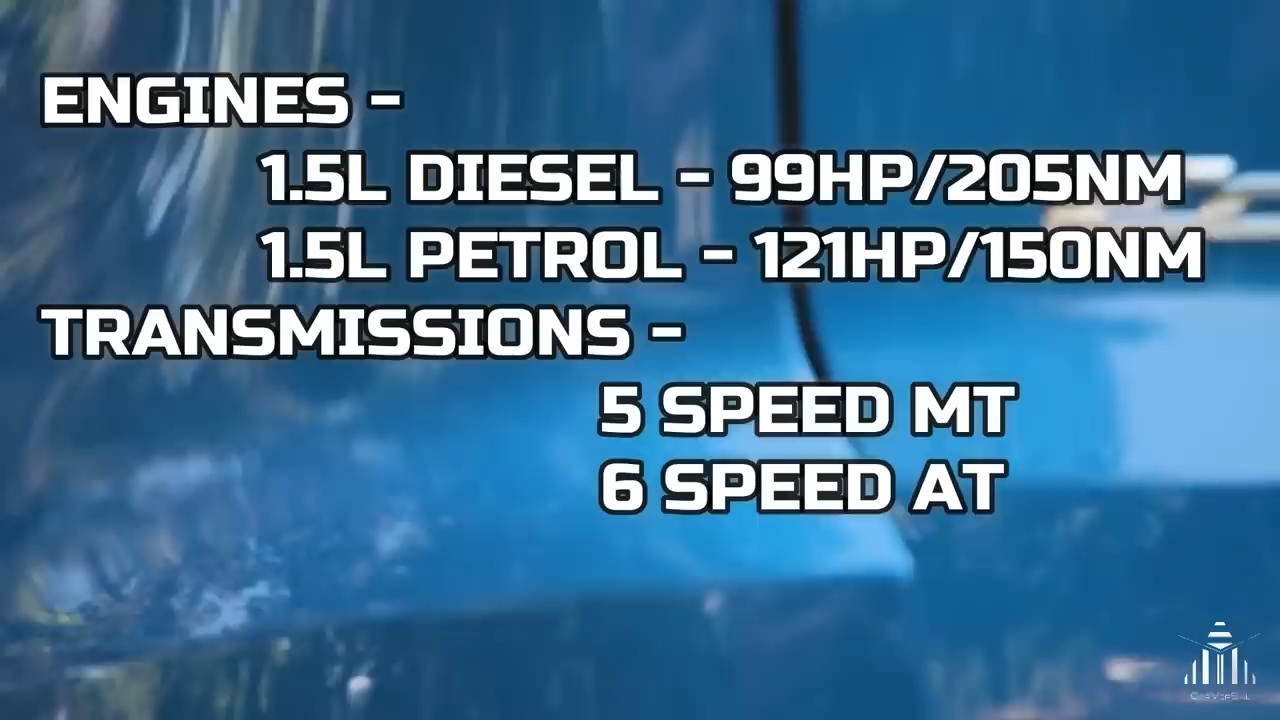 ENGINES -
1.5L DIESEL - 99HP/205NM
1.5L PETROL - 121HP/150NM
TRANSMISSIONS -
5 SPEED MT
6 SPEED AT